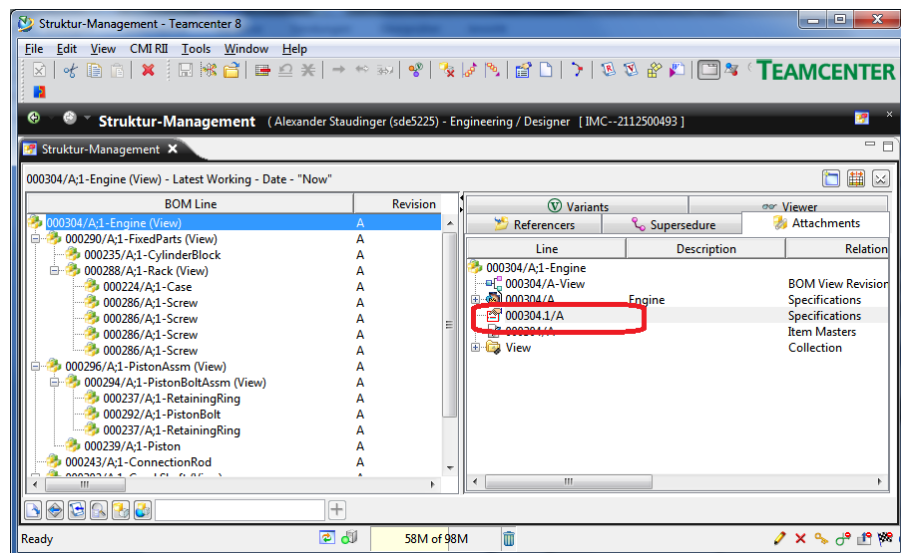 Struktur-Management - Teamcenter 8
File Edit View CMI RII Tools Window Help
TEAMCENTER
Struktur-Management ( Alexander Staudinger (sde5225) - Engineering / Designer [ IMC--2112500493 ]
Struktur-Management
000304/A;1-Engine (View) - Latest Working - Date - "Now"
BOM Line Revision
000304/A;1-Engine (View) A
000290/A;1-FixedParts (View) A
000235/A;1-CylinderBlock A
000288/A;1-Rack (View) A
000224/A;1-Case A
000286/A;1-Screw A
000286/A;1-Screw A
000286/A;1-Screw A
000286/A;1-Screw A
000296/A;1-PistonAssm (View) A
000294/A;1-PistonBoltAssm (View) A
000237/A;1-RetainingRing A
000292/A;1-PistonBolt A
000237/A;1-RetainingRing A
000239/A;1-Piston A
000243/A;1-ConnectionRod A
Variants Viewer
Referencers Supersedure Attachments
Line Description Relation
000304/A;1-Engine
000304/A-View BOM View Revision
000304/A Engine Specifications
000304.1/A Specifications
000304/A Item Masters
View Collection
Ready 58M of 98M